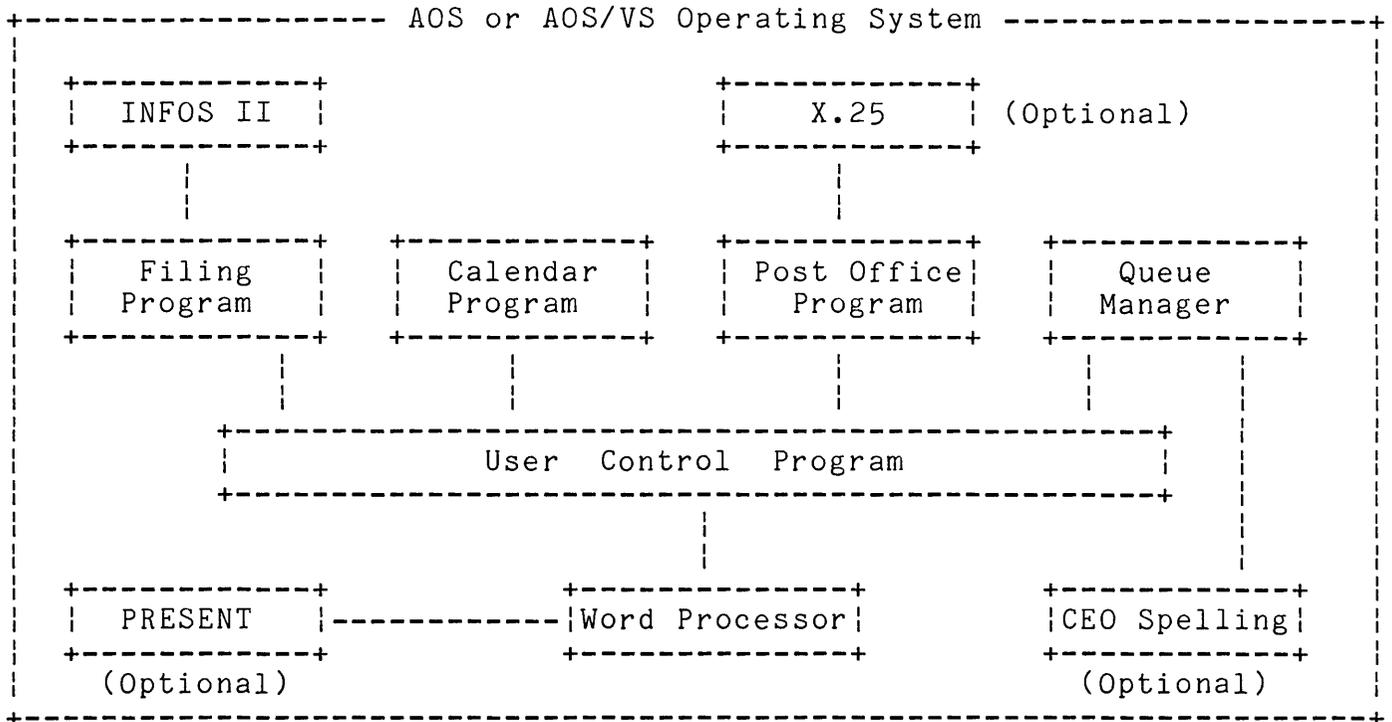 AOS or AOS/VS Operating System
INFOS II
X.25
(Optional)
Filing
Program
Calendar
Program
Post Office
Program
Queue
Manager
User Control Program
PRESENT
(Optional)
Word Processor
CEO Spelling
(Optional)